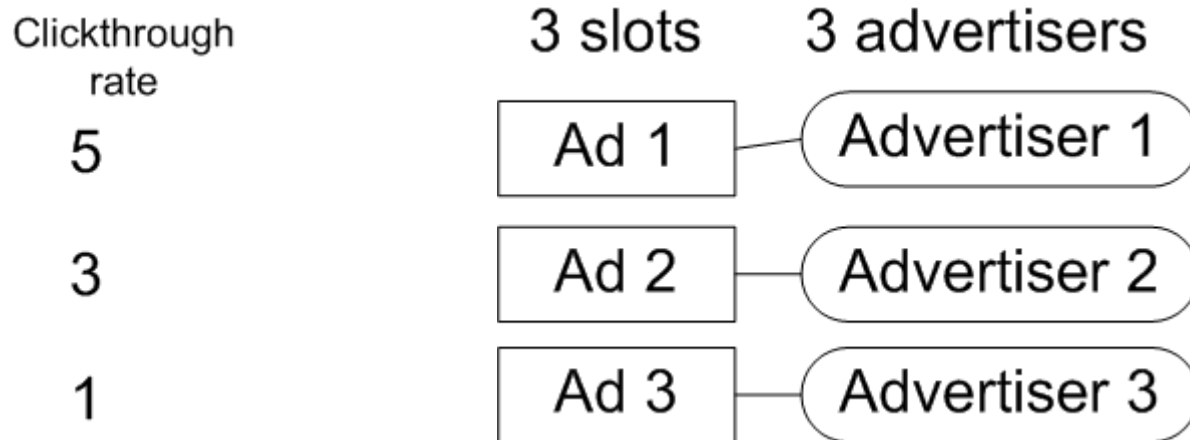 Clickthrough rate
3 slots
3 advertisers
5
Ad 1
Advertiser 1
3
Ad 2
Advertiser 2
1
Ad 3
Advertiser 3